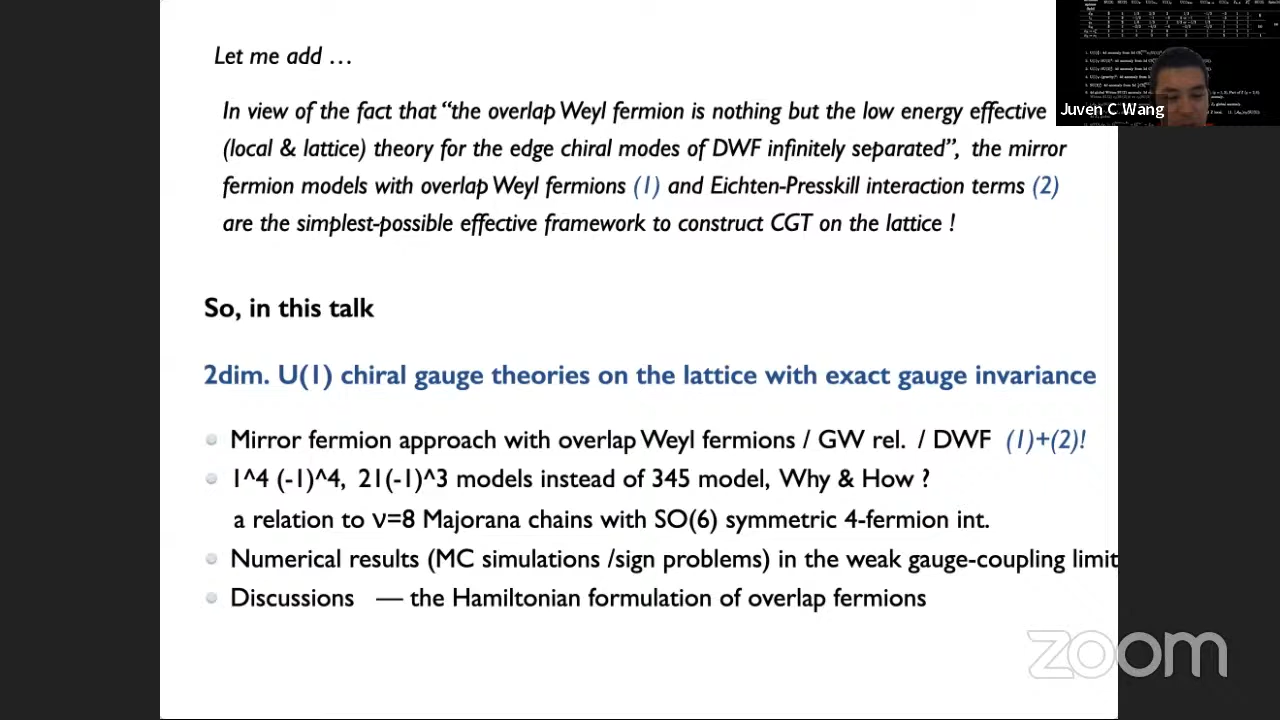 Let me add …
In view of the fact that “the overlap Weyl fermion is nothing but the low energy effective
(local & lattice) theory for the edge chiral modes of DWF infinitely separated”, the mirror
fermion models with overlap Weyl fermions (1) and Eichten-Presskill interaction terms (2)
are the simplest-possible effective framework to construct CGT on the lattice !
Juven C Wang
So, in this talk
2dim. U(1) chiral gauge theories on the lattice with exact gauge invariance
Mirror fermion approach with overlap Weyl fermions / GW rel. / DWF (1)+(2)!
1^4 (-1)^4, 21(-1)^3 models instead of 345 model, Why & How ?
a relation to ν=8 Majorana chains with SO(6) symmetric 4-fermion int.
Numerical results (MC simulations /sign problems) in the weak gauge-coupling limit
Discussions — the Hamiltonian formulation of overlap fermions
zoom